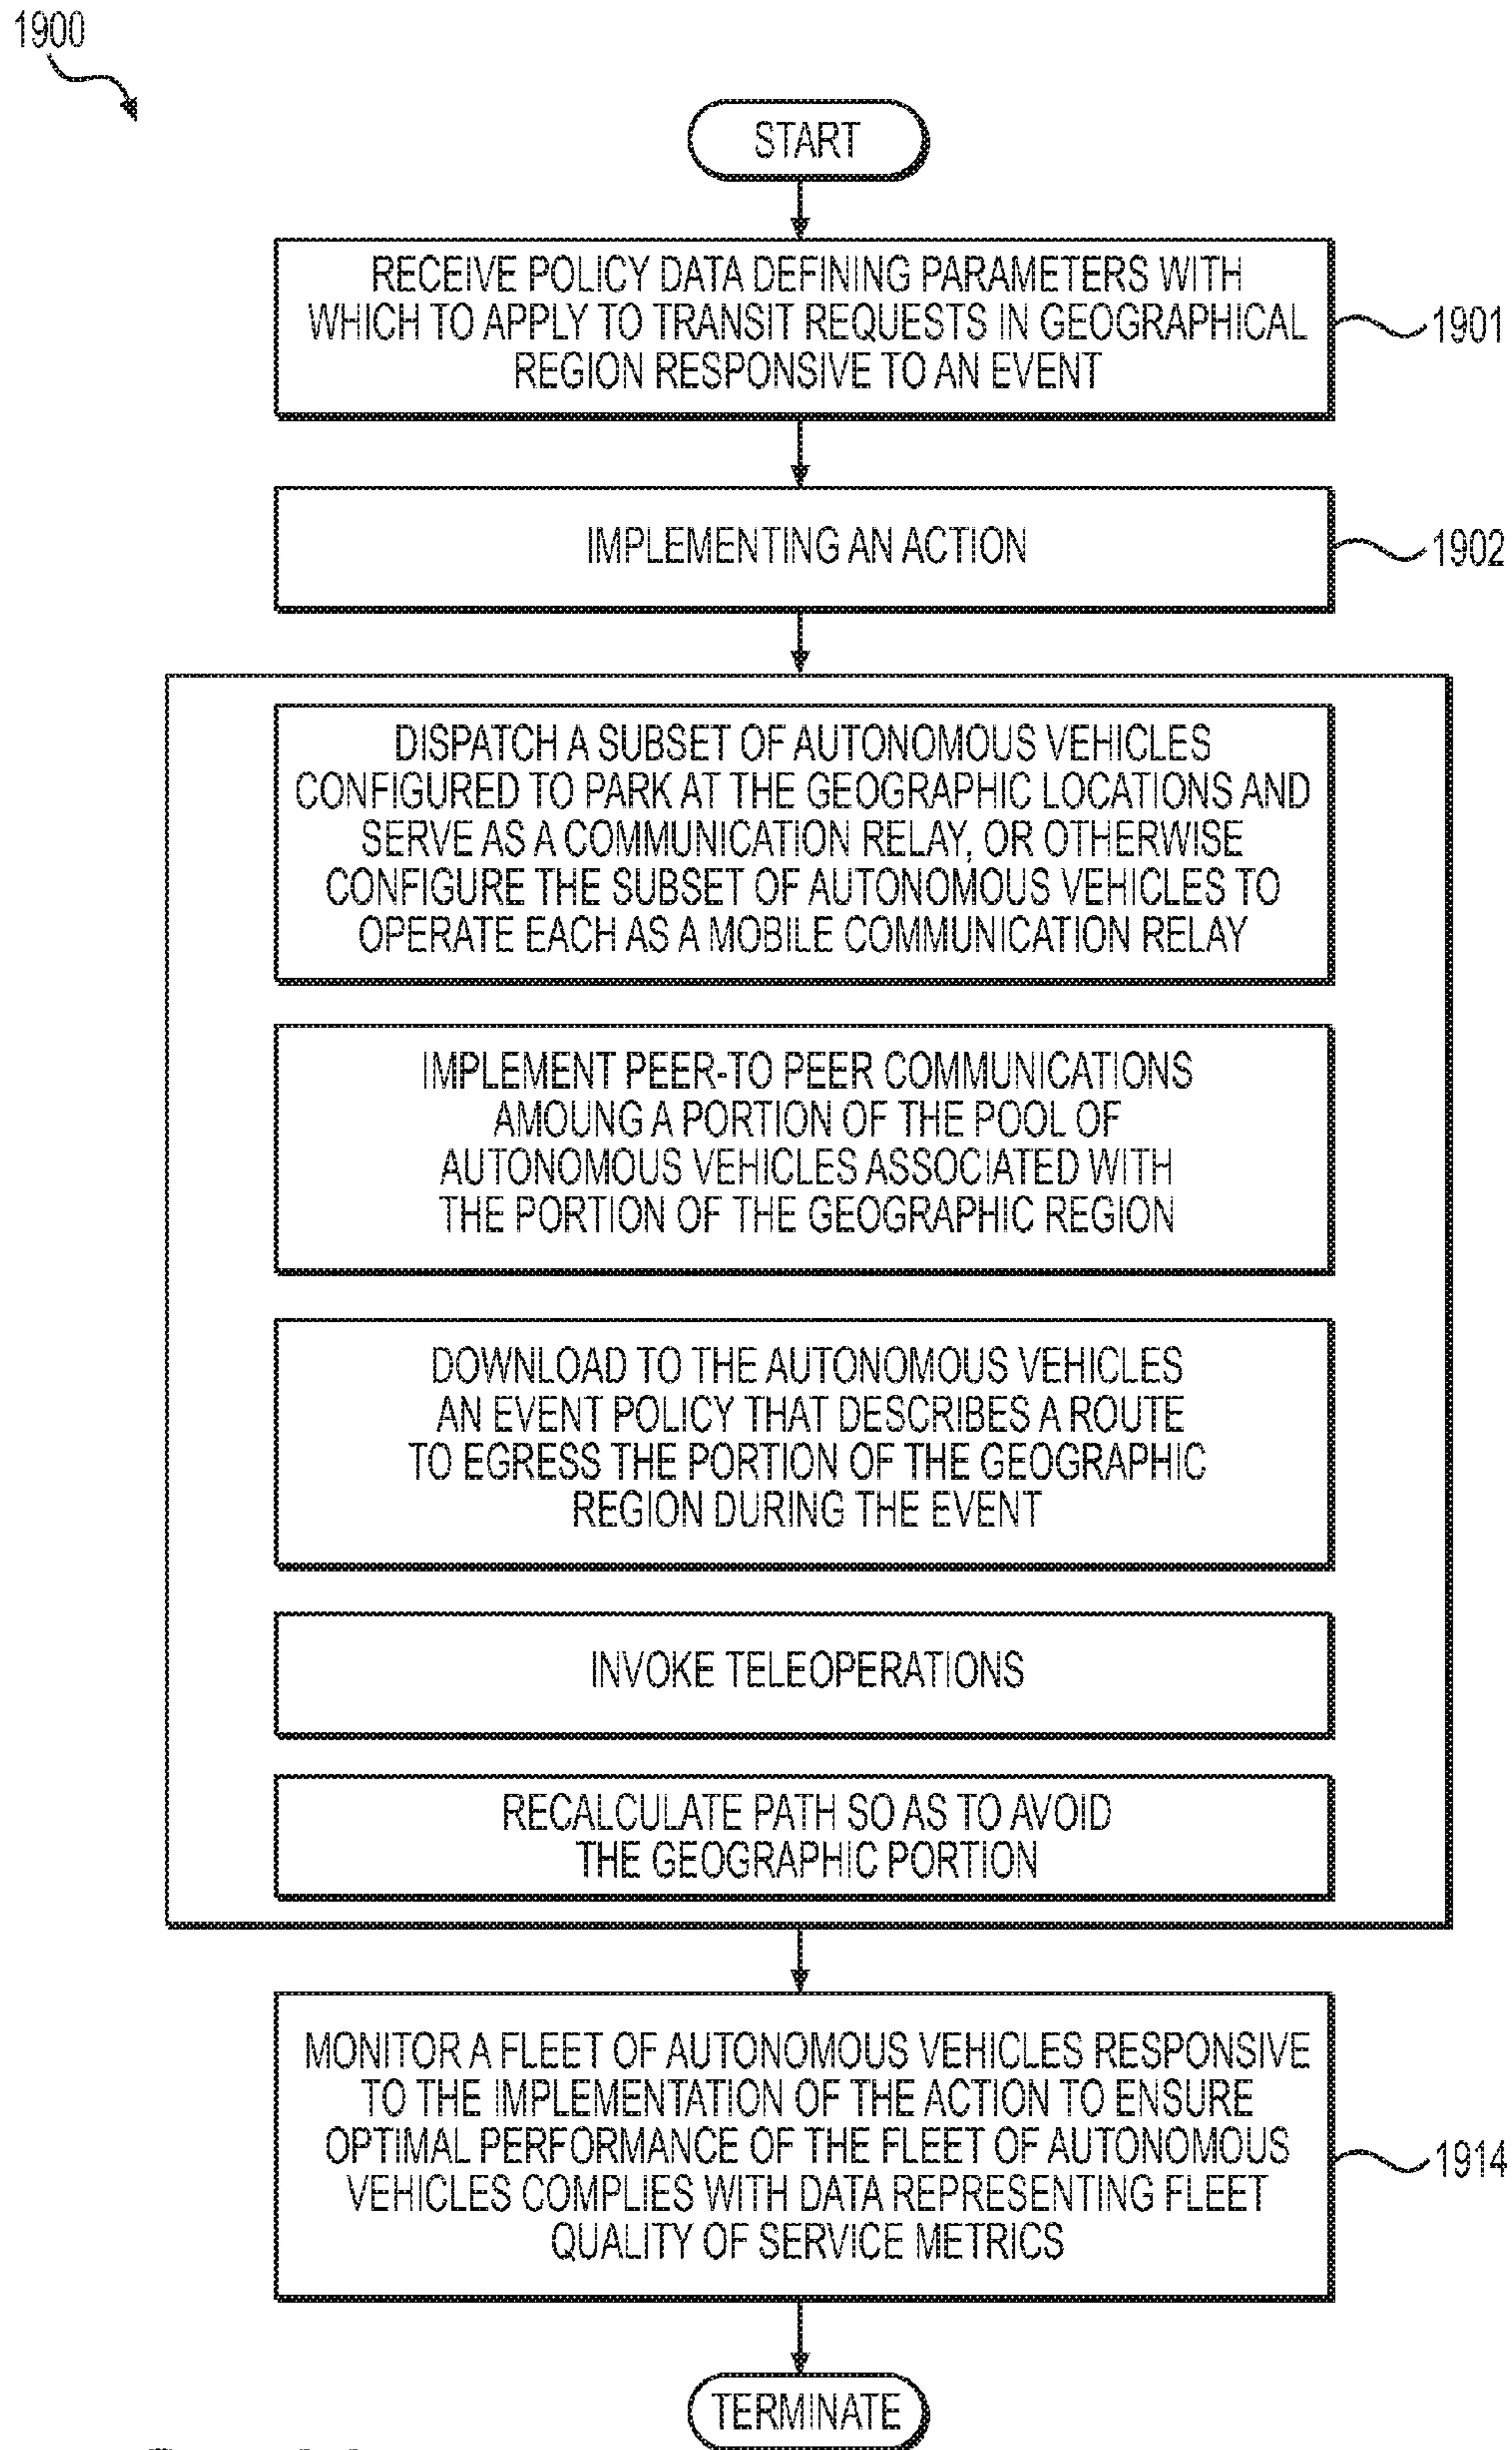 1900
START
RECEIVE POLICY DATA DEFINING PARAMETERS WITH
WHICH TO APPLY TO TRANSIT REQUESTS IN GEOGRAPHICAL
REGION RESPONSIVE TO AN EVENT
1901
IMPLEMENTING AN ACTION
1902
DISPATCH A SUBSET OF AUTONOMOUS VEHICLES
CONFIGURED TO PARK AT THE GEOGRAPHIC LOCATIONS AND
SERVE AS A COMMUNICATION RELAY, OR OTHERWISE
CONFIGURE THE SUBSET OF AUTONOMOUS VEHICLES TO
OPERATE EACH AS A MOBILE COMMUNICATION RELAY
IMPLEMENT PEER-TO PEER COMMUNICATIONS
AMOUNG A PORTION OF THE POOL OF
AUTONOMOUS VEHICLES ASSOCIATED WITH
THE PORTION OF THE GEOGRAPHIC REGION
DOWNLOAD TO THE AUTONOMOUS VEHICLES
AN EVENT POLICY THAT DESCRIBES A ROUTE
TO EGRESS THE PORTION OF THE GEOGRAPHIC
REGION DURING THE EVENT
INVOKE TELEOPERATIONS
RECALCULATE PATH SO AS TO AVOID
THE GEOGRAPHIC PORTION
MONITOR A FLEET OF AUTONOMOUS VEHICLES RESPONSIVE
TO THE IMPLEMENTATION OF THE ACTION TO ENSURE
OPTIMAL PERFORMANCE OF THE FLEET OF AUTONOMOUS
VEHICLES COMPLIES WITH DATA REPRESENTING FLEET
QUALITY OF SERVICE METRICS
1914
TERMINATE